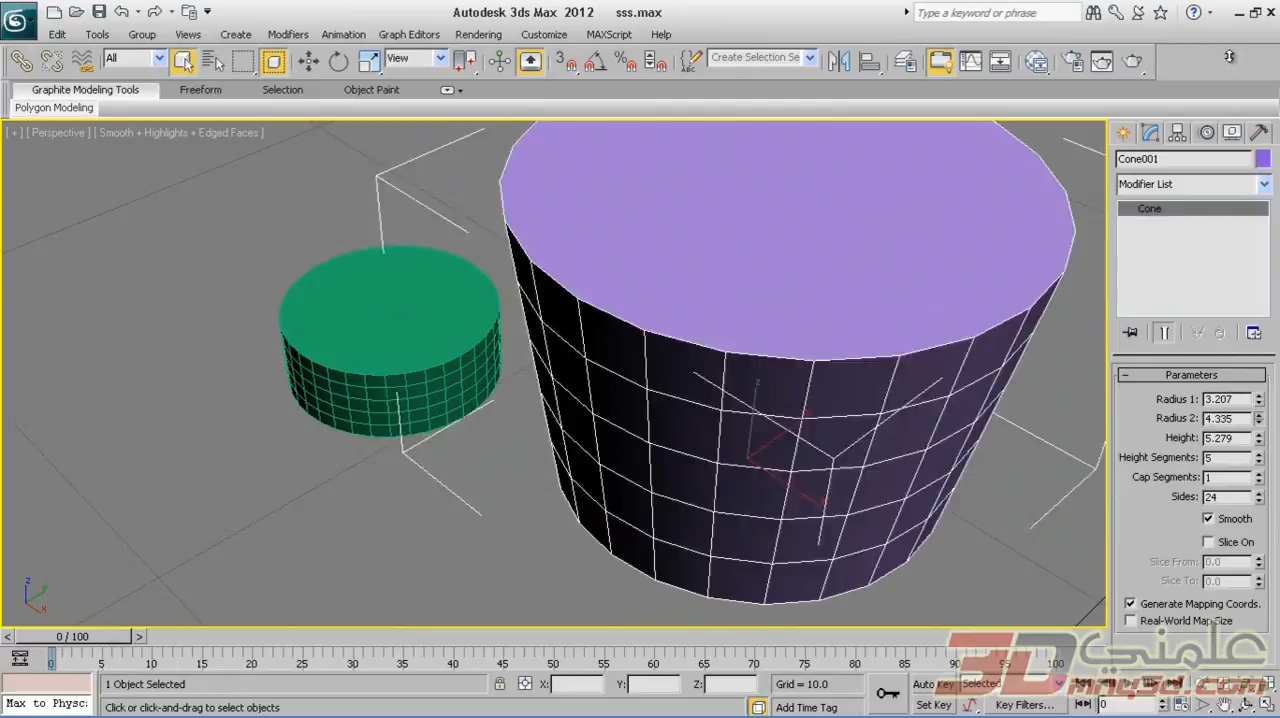 Autodesk 3ds Max 2012 sss.max
Type a keyword or phrase
Edit Tools Group Views Create Modifiers Animation Graph Editors Rendering Customize MAXScript Help
All View 3 Create Selection Se
Graphite Modeling Tools Freeform Selection Object Paint
Polygon Modeling
[ + ] [ Perspective ] [ Smooth + Highlights + Edged Faces ]
Cone001
Modifier List
Cone
Parameters
Radius 1: 3.207
Radius 2: 4.335
Height: 5.279
Height Segments: 5
Cap Segments: 1
Sides: 24
Smooth
Slice On
Slice From: 0.0
Slice To: 0.0
Generate Mapping Coords.
Real-World Map Size
z
z y x
0 / 100
0 5 10 15 20 25 30 35 40 45 50 55 60 65 70 75 80 85 90 95 100
علمني
3D
1 Object Selected X: Y: Z: Grid = 10.0 Auto Key Selected
Max to Physc: Click or click-and-drag to select objects Add Time Tag Set Key Key Filters... 0